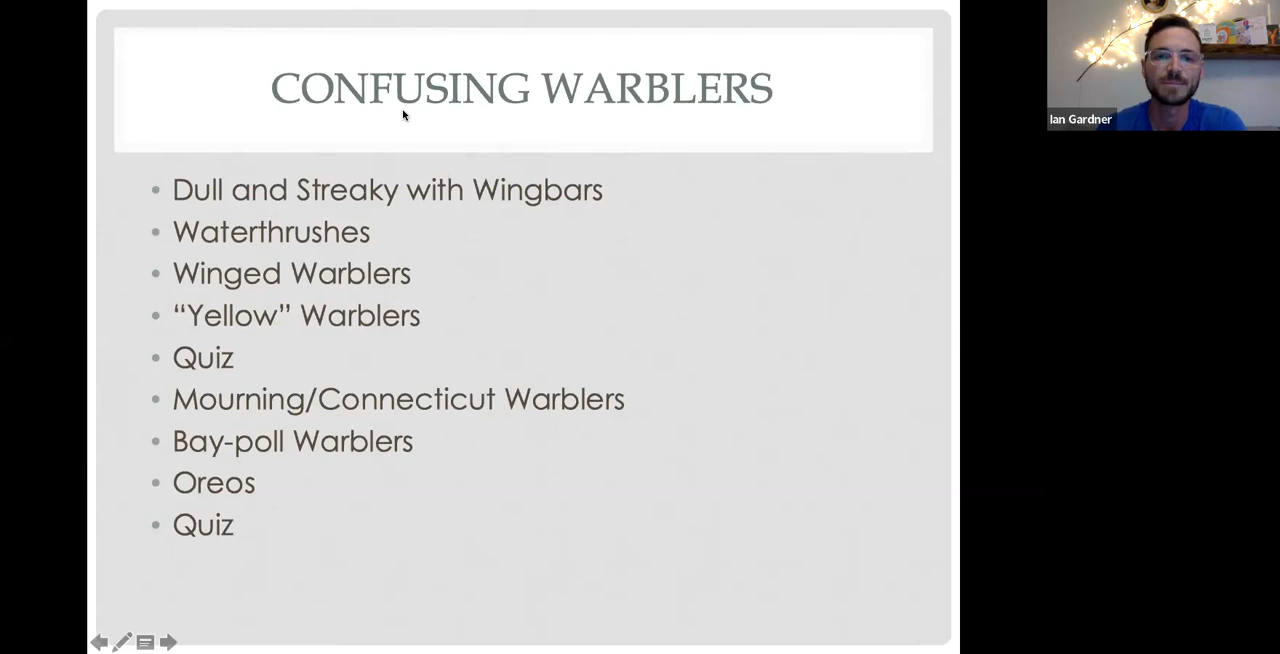 CONFUSING WARBLERS
Ian Gardner
• Dull and Streaky with Wingbars
• Waterthrushes
• Winged Warblers
• “Yellow” Warblers
• Quiz
• Mourning/Connecticut Warblers
• Bay-poll Warblers
• Oreos
• Quiz